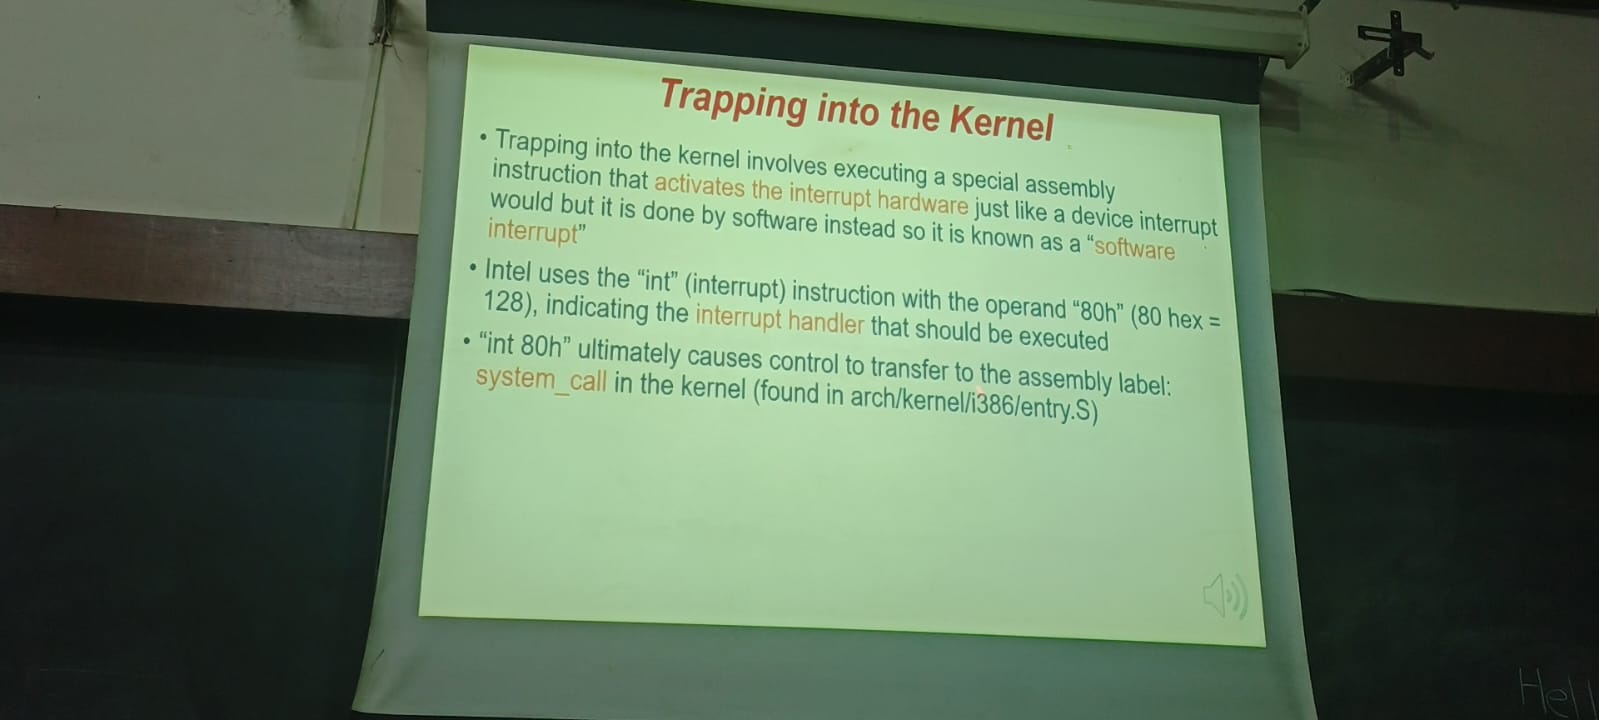 Trapping into the Kernel
• Trapping into the kernel involves executing a special assembly
instruction that activates the interrupt hardware just like a device interrupt
would but it is done by software instead so it is known as a “software
interrupt”
• Intel uses the “int” (interrupt) instruction with the operand “80h” (80 hex =
128), indicating the interrupt handler that should be executed
• “int 80h” ultimately causes control to transfer to the assembly label:
system_call in the kernel (found in arch/kernel/i386/entry.S)
Hell